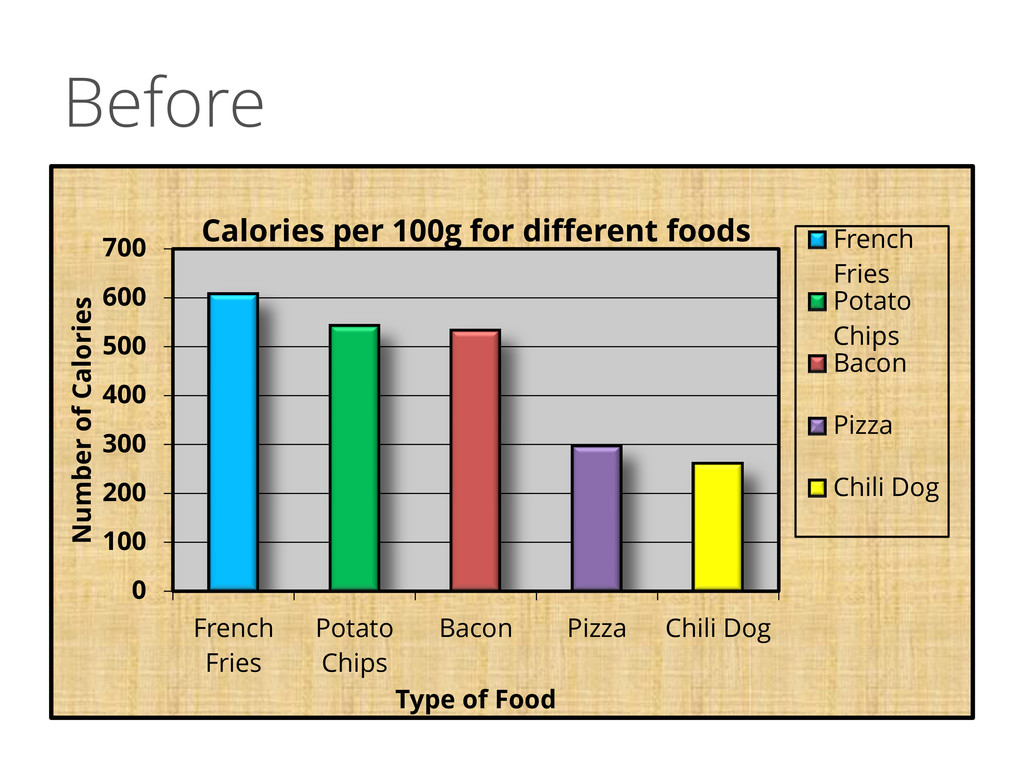 Before
Calories per 100g for different foods
Number of Calories
700
600
500
400
300
200
100
0
French
Fries
Potato
Chips
Bacon
Pizza
Chili Dog
Type of Food
French
Fries
Potato
Chips
Bacon
Pizza
Chili Dog